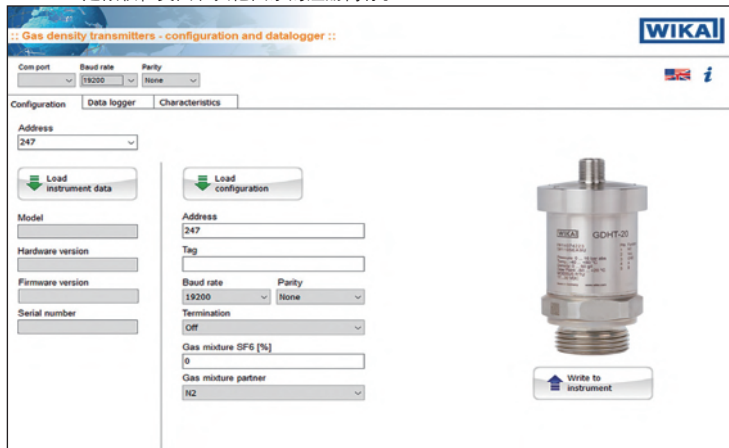 :: Gas density transmitters - configuration and datalogger ::
WIKA
Com port Baud rate Parity
19200 None
i
Configuration Data logger Characteristics
Address
247
Load
instrument data
Model
Hardware version
Firmware version
Serial number
Load
configuration
Address
247
Tag
Baud rate Parity
19200 None
Termination
Off
Gas mixture SF6 [%]
0
Gas mixture partner
N2
WIKA GDHT-20
Write to
instrument